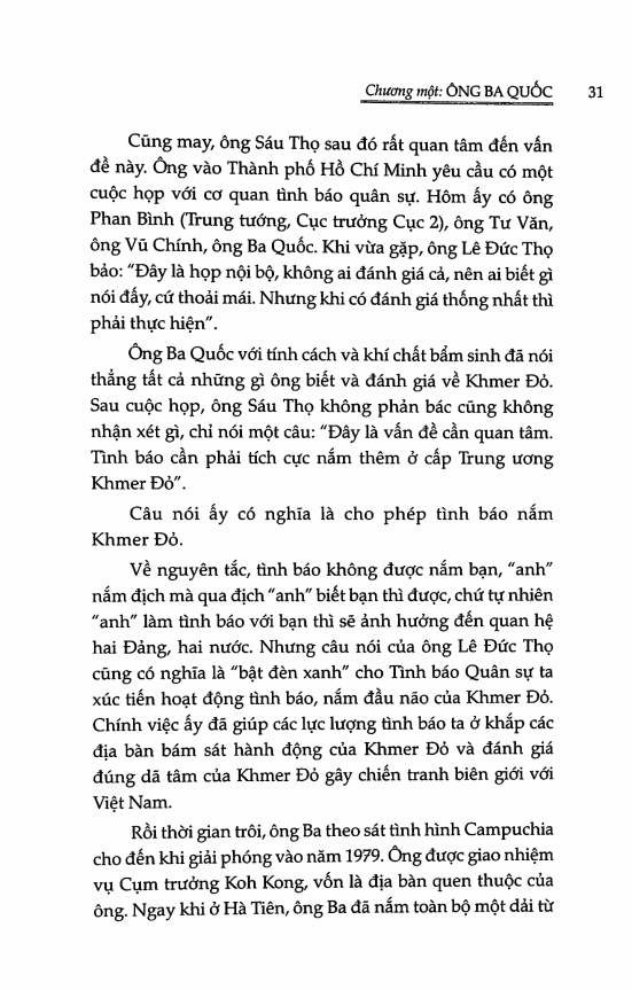 Chương một: ÔNG BA QUỐC 31
Cũng may, ông Sáu Thọ sau đó rất quan tâm đến vấn
đề này. Ông vào Thành phố Hồ Chí Minh yêu cầu có một
cuộc họp với cơ quan tình báo quân sự. Hôm ấy có ông
Phan Bình (Trung tướng, Cục trưởng Cục 2), ông Tư Văn,
ông Vũ Chính, ông Ba Quốc. Khi vừa gặp, ông Lê Đức Thọ
bảo: "Đây là họp nội bộ, không ai đánh giá cả, nên ai biết gì
nói đấy, cứ thoải mái. Nhưng khi có đánh giá thống nhất thì
phải thực hiện".
Ông Ba Quốc với tính cách và khí chất bẩm sinh đã nói
thẳng tất cả những gì ông biết và đánh giá về Khmer Đỏ.
Sau cuộc họp, ông Sáu Thọ không phản bác cũng không
nhận xét gì, chỉ nói một câu: "Đây là vấn đề cần quan tâm.
Tình báo cần phải tích cực nắm thêm ở cấp Trung ương
Khmer Đỏ".
Câu nói ấy có nghĩa là cho phép tình báo nắm
Khmer Đỏ.
Về nguyên tắc, tình báo không được nắm bạn, "anh"
nắm địch mà qua địch "anh" biết bạn thì được, chứ tự nhiên
"anh" làm tình báo với bạn thì sẽ ảnh hưởng đến quan hệ
hai Đảng, hai nước. Nhưng câu nói của ông Lê Đức Thọ
cũng có nghĩa là "bật đèn xanh" cho Tình báo Quân sự ta
xúc tiến hoạt động tình báo, nắm đầu não của Khmer Đỏ.
Chính việc ấy đã giúp các lực lượng tình báo ta ở khắp các
địa bàn bám sát hành động của Khmer Đỏ và đánh giá
đúng dã tâm của Khmer Đỏ gây chiến tranh biên giới với
Việt Nam.
Rồi thời gian trôi, ông Ba theo sát tình hình Campuchia
cho đến khi giải phóng vào năm 1979. Ông được giao nhiệm
vụ Cụm trưởng Koh Kong, vốn là địa bàn quen thuộc của
ông. Ngay khi ở Hà Tiên, ông Ba đã nắm toàn bộ một dải từ